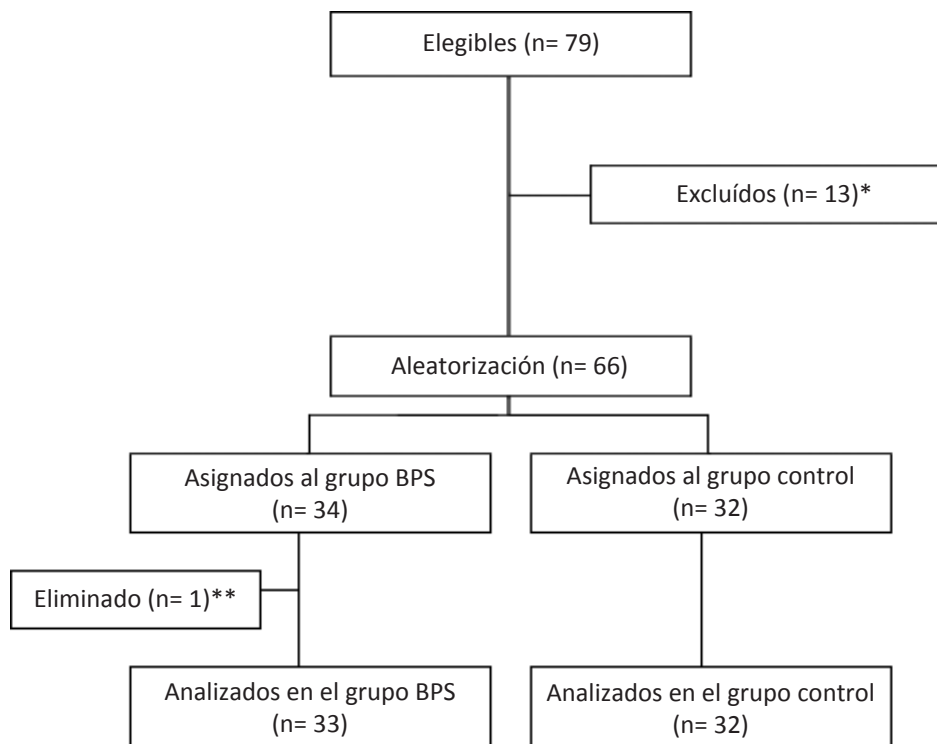 Elegibles (n= 79)
Excluídos (n= 13)*
Aleatorización (n= 66)
Asignados al grupo BPS
(n= 34)
Asignados al grupo control
(n= 32)
Eliminado (n= 1)**
Analizados en el grupo BPS
(n= 33)
Analizados en el grupo control
(n= 32)